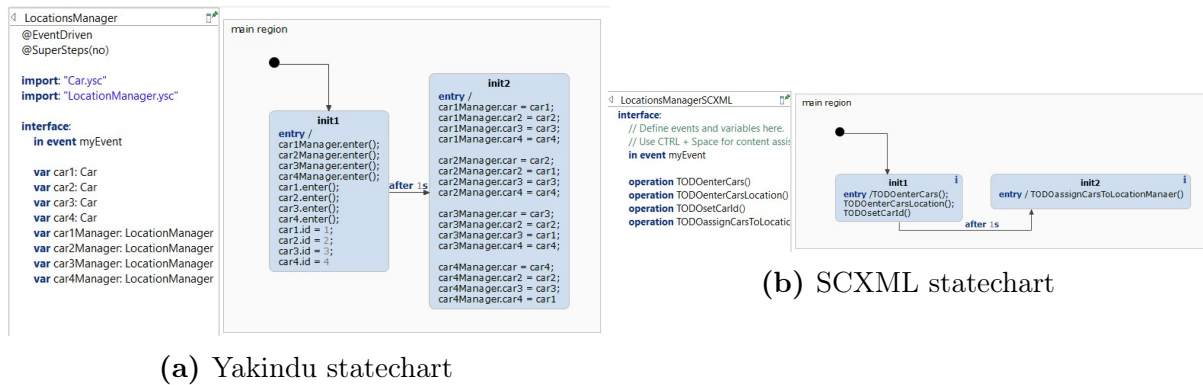 LocationsManager
@EventDriven
@SuperSteps(no)
import: "Car.ysc"
import: "LocationManager.ysc"
interface:
in event myEvent
var car1: Car
var car2: Car
var car3: Car
var car4: Car
var car1Manager: LocationManager
var car2Manager: LocationManager
var car3Manager: LocationManager
var car4Manager: LocationManager
main region
init1
entry /
car1Manager.enter();
car2Manager.enter();
car3Manager.enter();
car4Manager.enter();
car1.enter();
car2.enter();
car3.enter();
car4.enter();
car1.id = 1;
car2.id = 2;
car3.id = 3;
car4.id = 4
after 1s
init2
entry /
car1Manager.car = car1;
car1Manager.car2 = car2;
car1Manager.car3 = car3;
car1Manager.car4 = car4;
car2Manager.car = car2;
car2Manager.car2 = car1;
car2Manager.car3 = car3;
car2Manager.car4 = car4;
car3Manager.car = car3;
car3Manager.car2 = car2;
car3Manager.car3 = car1;
car3Manager.car4 = car4;
car4Manager.car = car4;
car4Manager.car2 = car2;
car4Manager.car3 = car3;
car4Manager.car4 = car1
(a) Yakindu statechart
LocationsManagerSCXML
interface:
// Define events and variables here.
// Use CTRL + Space for content assis
in event myEvent
operation TODOenterCars()
operation TODOenterCarsLocation()
operation TODOsetCarId()
operation TODOassignCarsToLocatio
main region
init1
entry /TODOenterCars();
TODOenterCarsLocation();
TODOsetCarId()
after 1s
init2
entry / TODOassignCarsToLocationManaer()
(b) SCXML statechart